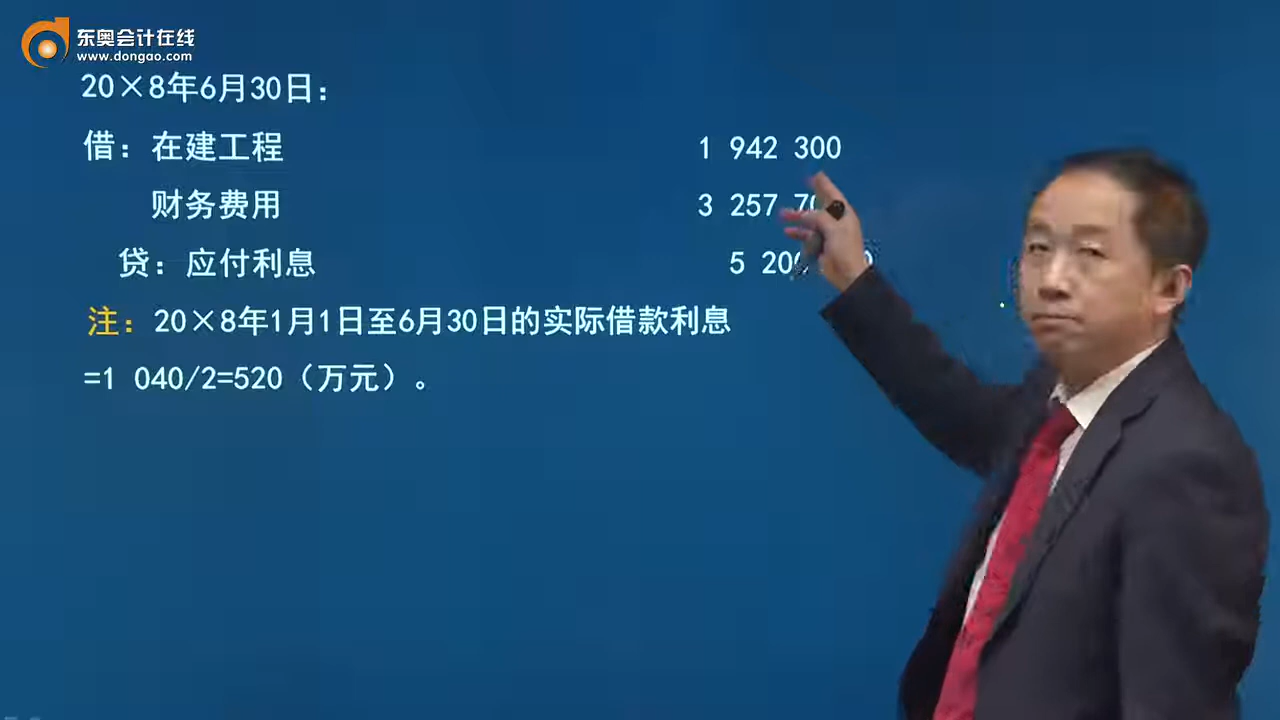 东奥会计在线
www.dongao.com
20×8年6月30日：
借：在建工程 1 942 300
财务费用 3 257
贷：应付利息 5
注：20×8年1月1日至6月30日的实际借款利息
=1 040/2=520（万元）。